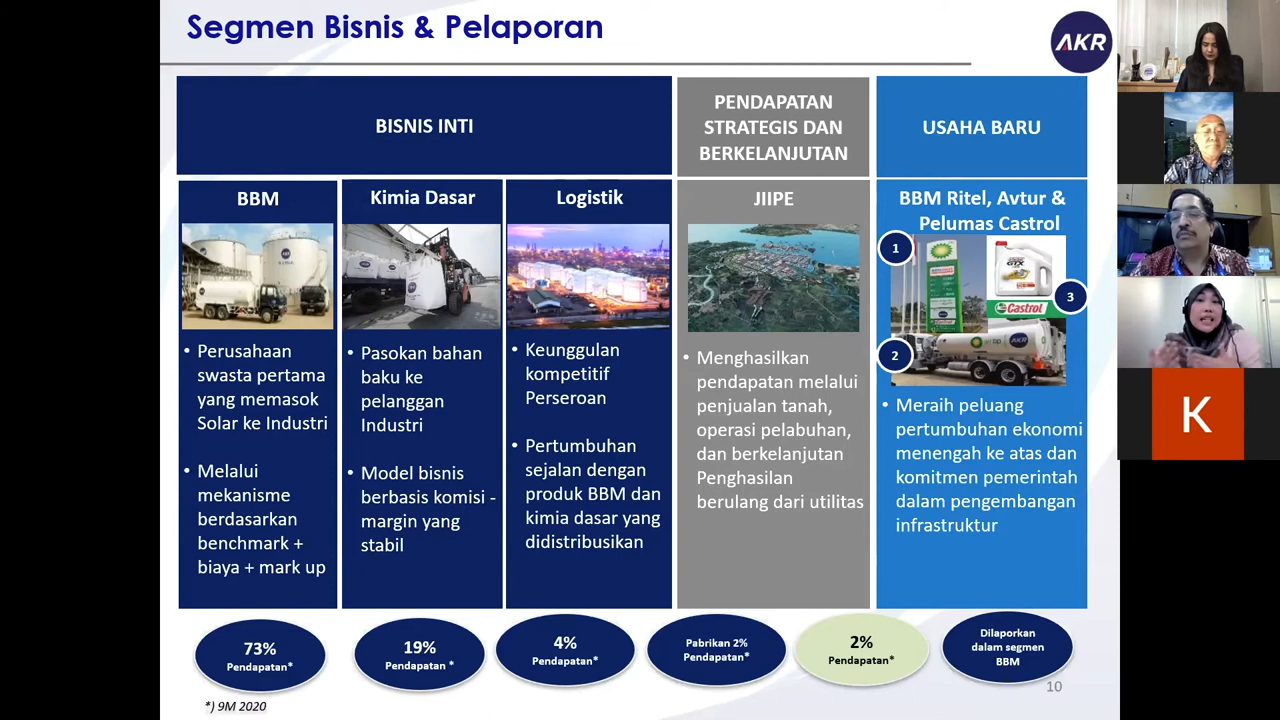 Segmen Bisnis & Pelaporan
AKR
BISNIS INTI
PENDAPATAN
STRATEGIS DAN
BERKELANJUTAN
USAHA BARU
BBM
• Perusahaan
swasta pertama
yang memasok
Solar ke Industri
• Melalui
mekanisme
berdasarkan
benchmark +
biaya + mark up
Kimia Dasar
• Pasokan bahan
baku ke
pelanggan
Industri
• Model bisnis
berbasis komisi -
margin yang
stabil
Logistik
• Keunggulan
kompetitif
Perseroan
• Pertumbuhan
sejalan dengan
produk BBM dan
kimia dasar yang
didistribusikan
JIIPE
• Menghasilkan
pendapatan melalui
penjualan tanah,
operasi pelabuhan,
dan berkelanjutan
Penghasilan
berulang dari utilitas
BBM Ritel, Avtur &
Pelumas Castrol
1
bp
GTX
Castrol
3
2
bp
AKR
• Meraih peluang
pertumbuhan ekonomi
menengah ke atas dan
komitmen pemerintah
dalam pengembangan
infrastruktur
73%
Pendapatan*
19%
Pendapatan *
4%
Pendapatan*
Pabrikan 2%
Pendapatan*
2%
Pendapatan*
Dilaporkan
dalam segmen
BBM
*) 9M 2020
10
K